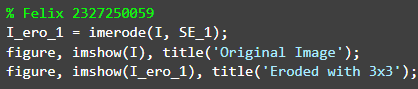 % Felix 2327250059
I_ero_1 = imerode(I, SE_1);
figure, imshow(I), title('Original Image');
figure, imshow(I_ero_1), title('Eroded with 3x3');